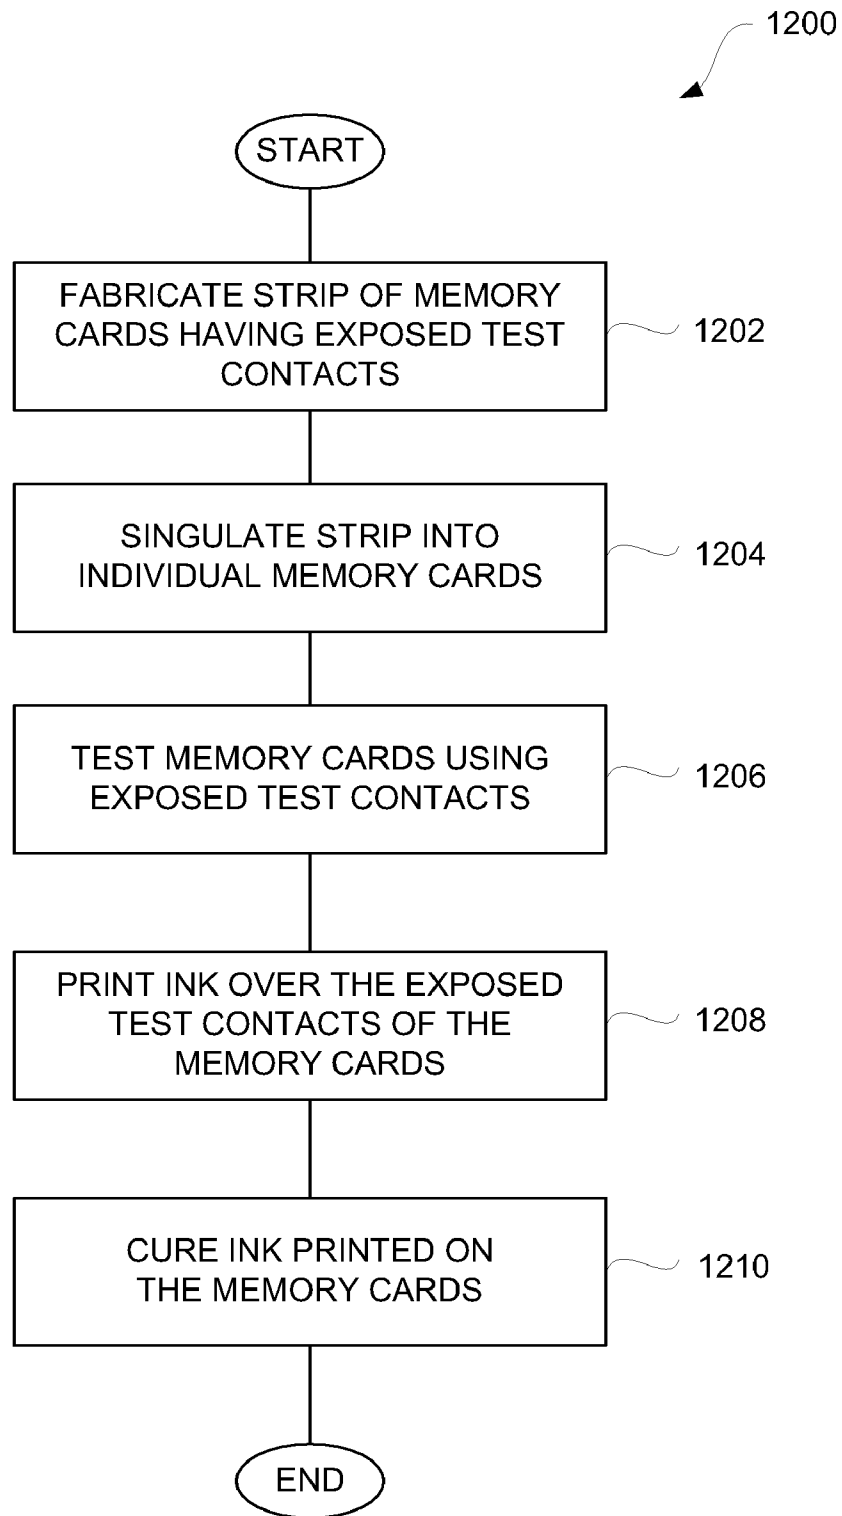 1200
START
FABRICATE STRIP OF MEMORY
CARDS HAVING EXPOSED TEST
CONTACTS
1202
SINGULATE STRIP INTO
INDIVIDUAL MEMORY CARDS
1204
TEST MEMORY CARDS USING
EXPOSED TEST CONTACTS
1206
PRINT INK OVER THE EXPOSED
TEST CONTACTS OF THE
MEMORY CARDS
1208
CURE INK PRINTED ON
THE MEMORY CARDS
1210
END